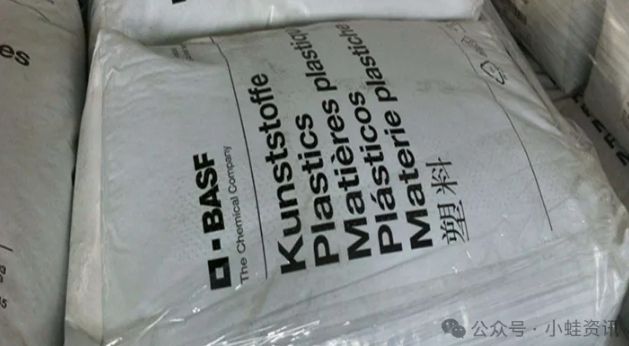 BASF
The Chemical Company
Kunststoffe
Plastics
Matières plastiq
Plásticos
Materie plastiche
塑料
es
公众号·小蛙资讯